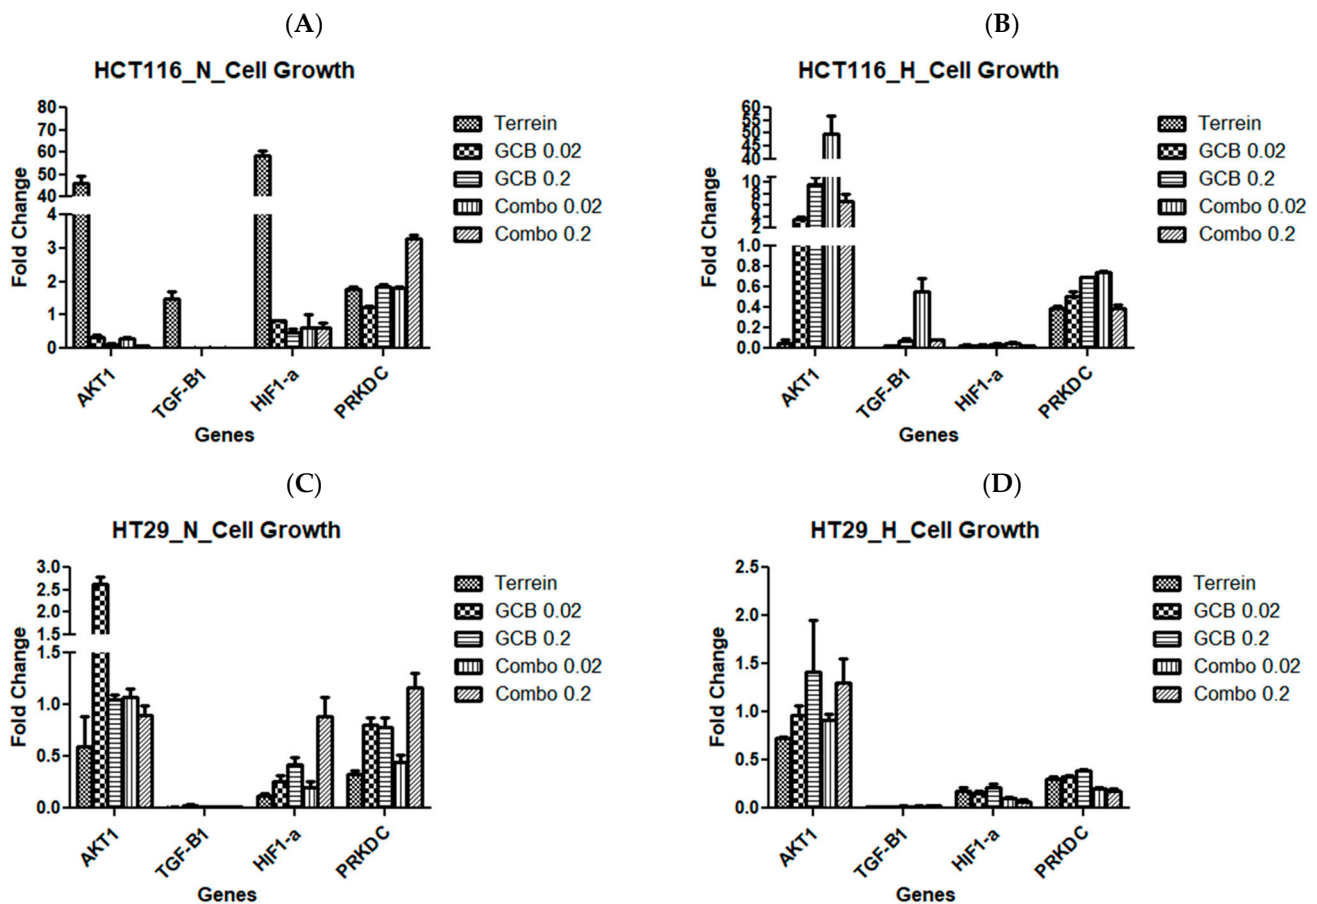 (A)
HCT116_N_Cell Growth
80
70
60
50
40
4
3
2
1
0
Fold Change
AKT1
TGF-B1
HIF1-a
PRKDC
Genes
Terrein
GCB 0.02
GCB 0.2
Combo 0.02
Combo 0.2
(B)
HCT116_H_Cell Growth
60
55
50
45
40
10
8
6
4
2
1.0
0.8
0.6
0.4
0.2
0.0
Fold Change
AKT1
TGF-B1
HIF1-a
PRKDC
Genes
Terrein
GCB 0.02
GCB 0.2
Combo 0.02
Combo 0.2
(C)
HT29_N_Cell Growth
3.0
2.5
2.0
1.5
1.5
1.0
0.5
0.0
Fold Change
AKT1
TGF-B1
HIF1-a
PRKDC
Genes
Terrein
GCB 0.02
GCB 0.2
Combo 0.02
Combo 0.2
(D)
HT29_H_Cell Growth
2.5
2.0
1.5
1.0
0.5
0.0
Fold Change
AKT1
TGF-B1
HIF1-a
PRKDC
Genes
Terrein
GCB 0.02
GCB 0.2
Combo 0.02
Combo 0.2